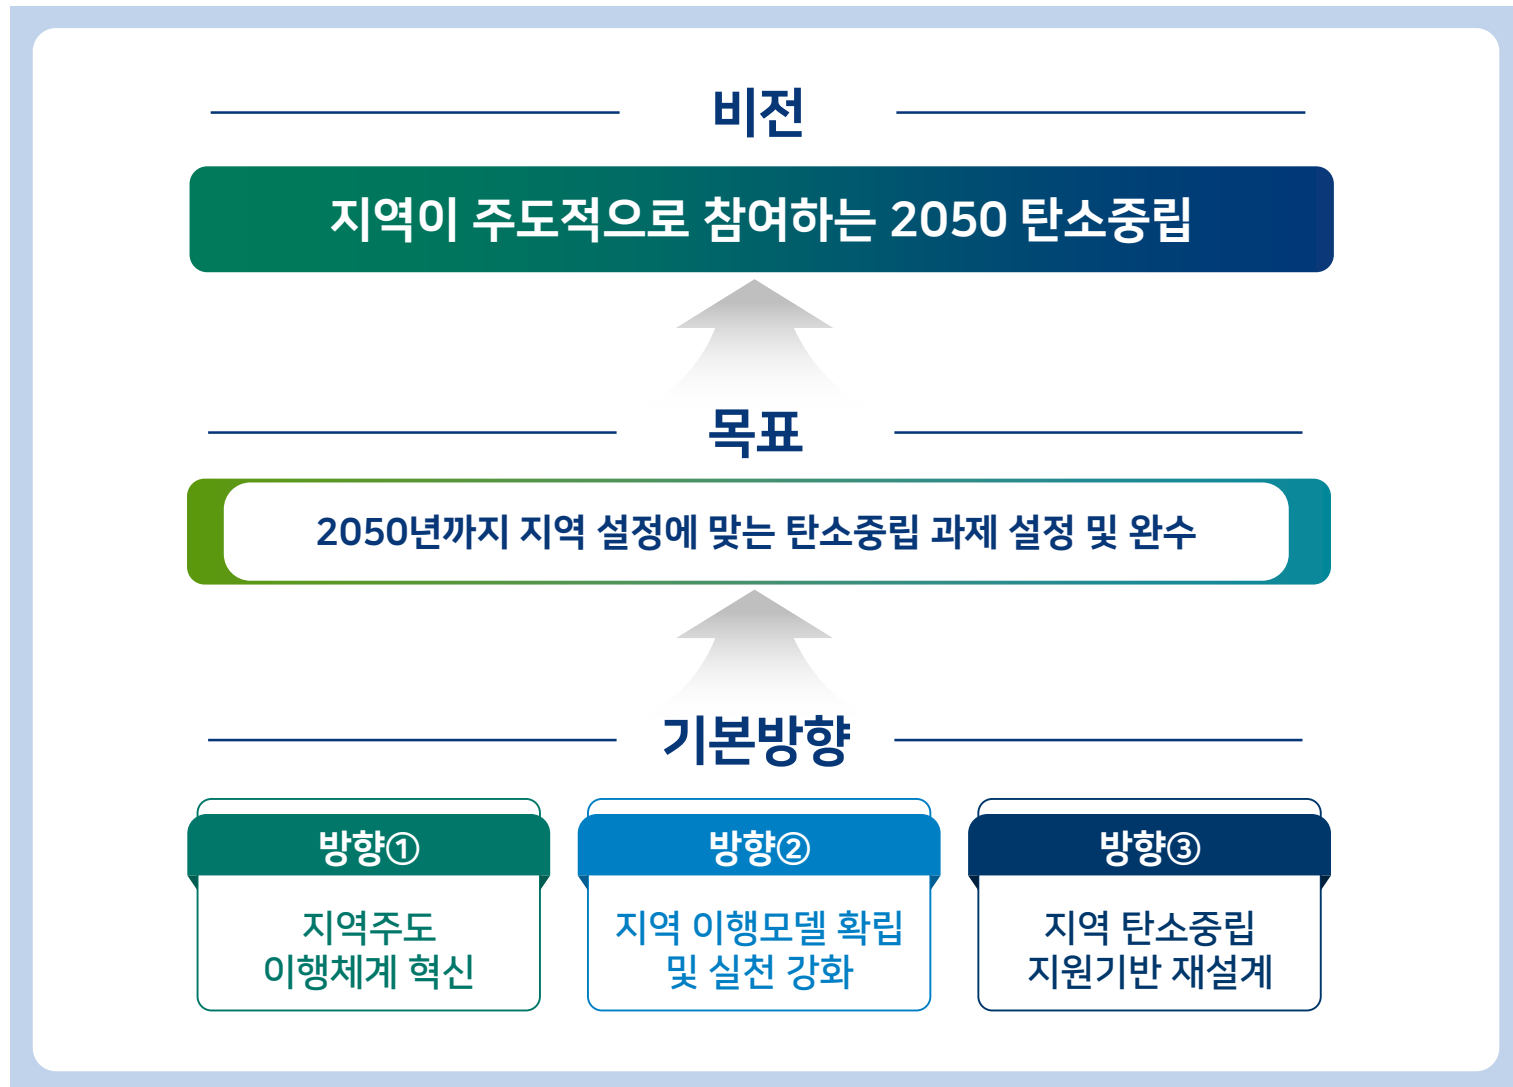 비전
지역이 주도적으로 참여하는 2050 탄소중립
목표
2050년까지 지역 설정에 맞는 탄소중립 과제 설정 및 완수
기본방향
방향①
지역주도
이행체계 혁신
방향②
지역 이행모델 확립
및 실천 강화
방향③
지역 탄소중립
지원기반 재설계